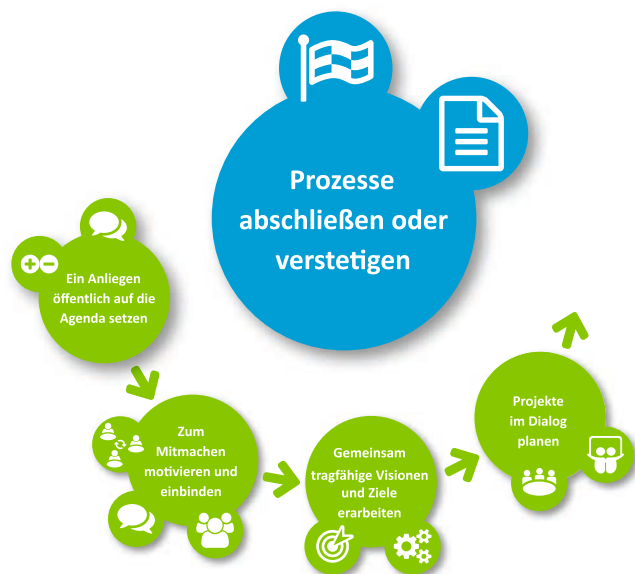 Prozesse
abschließen oder
verstetigen
Ein Anliegen
öffentlich auf die
Agenda setzen
Zum
Mitmachen
motivieren und
einbinden
Gemeinsam
tragfähige Visionen
und Ziele
erarbeiten
Projekte
im Dialog
planen